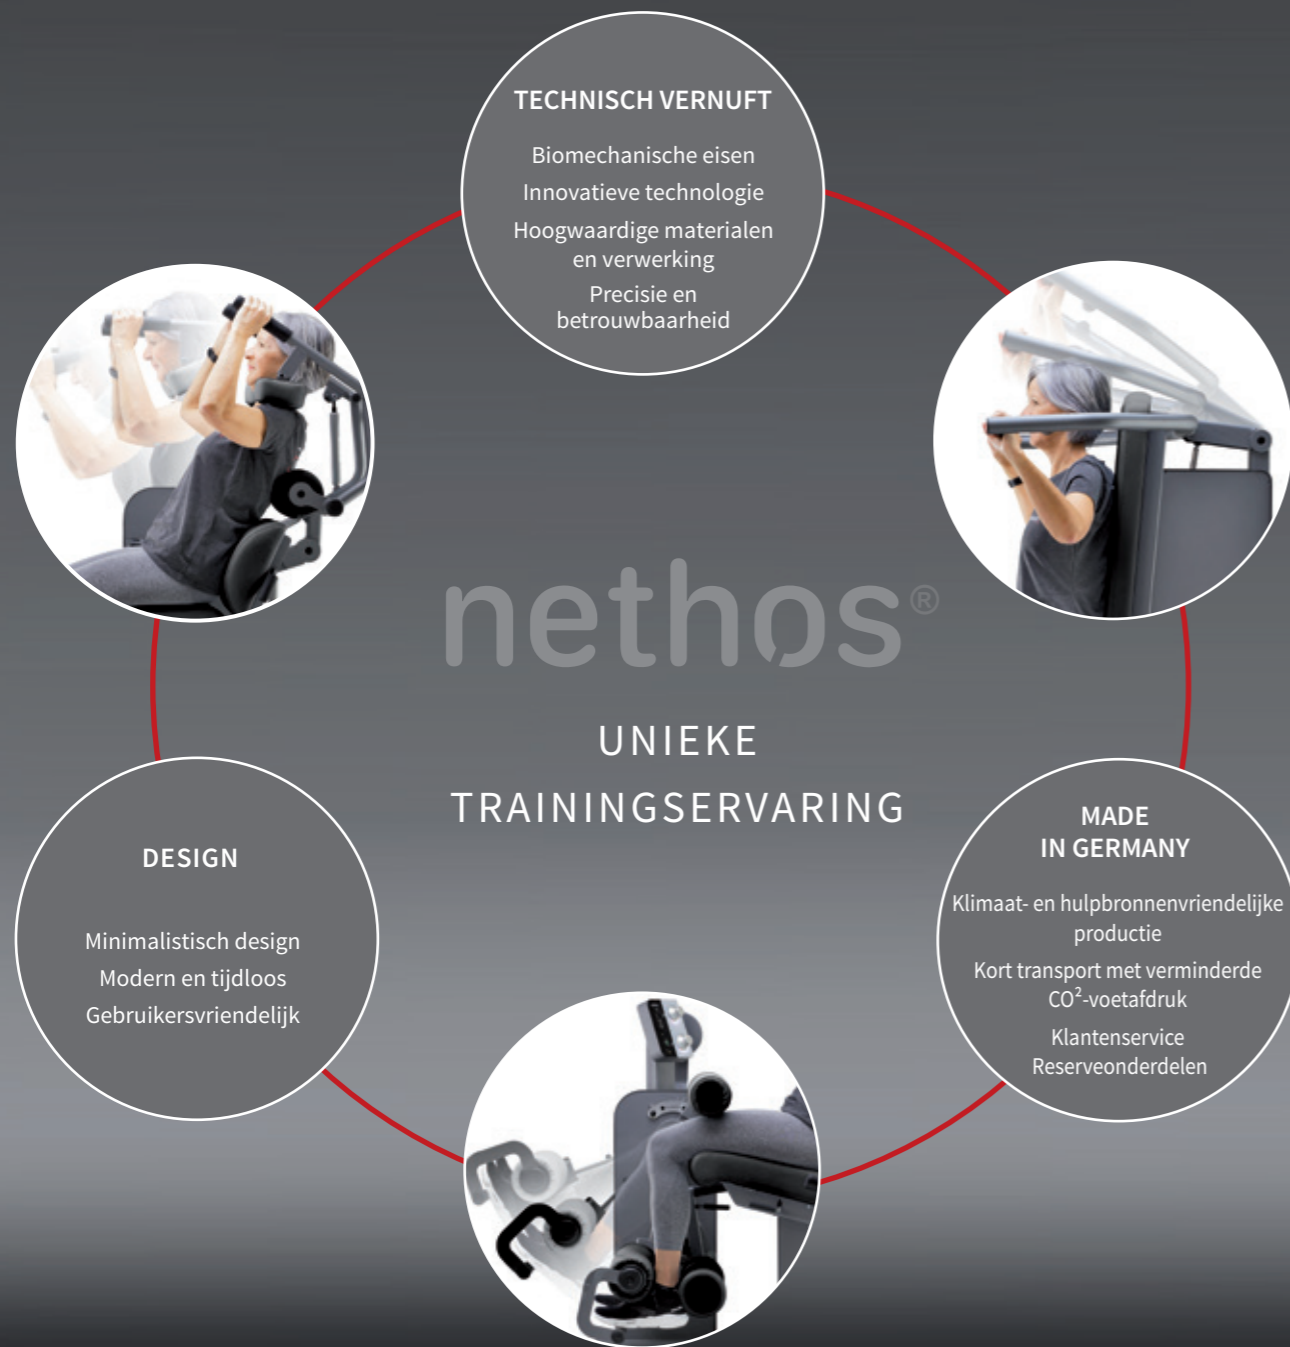 TECHNISCH VERNUFT
Biomechanische eisen
Innovatieve technologie
Hoogwaardige materialen
en verwerking
Precisie en
betrouwbaarheid
nethos®
UNIEKE
TRAININGSERVARING
DESIGN
Minimalistisch design
Modern en tijdloos
Gebruikersvriendelijk
MADE
IN GERMANY
Klimaat- en hulpbronnenvriendelijke
productie
Kort transport met verminderde
CO²-voetafdruk
Klantenservice
Reserveonderdelen